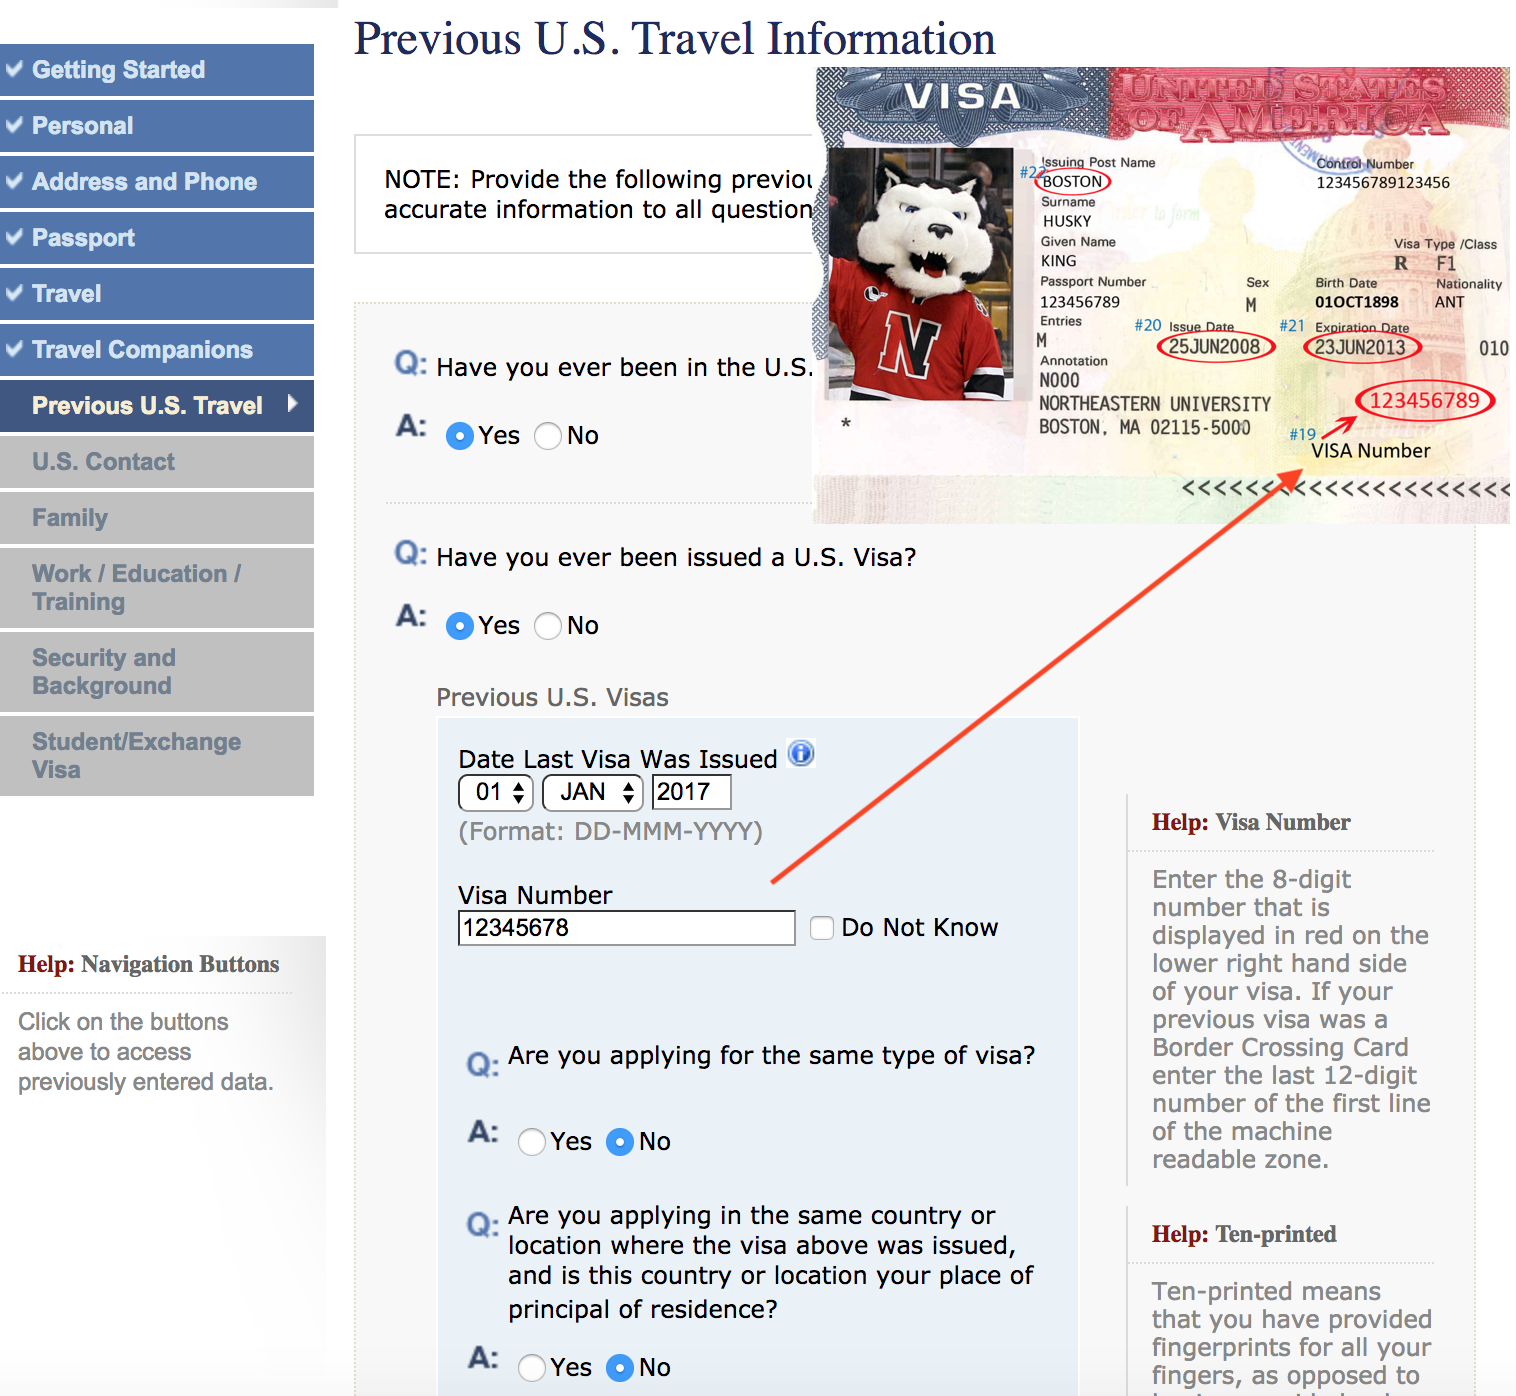 Previous U.S. Travel Information
Getting Started
Personal
Address and Phone
Passport
Travel
Travel Companions
Previous U.S. Travel
U.S. Contact
Family
Work / Education /
Training
Security and
Background
Student/Exchange
Visa
Help: Navigation Buttons
Click on the buttons
above to access
previously entered data.
NOTE: Provide the following previou
accurate information to all question
VISA
UNITED STATES
OF AMERICA
Issuing Post Name
#22
BOSTON
Control Number
123456789123456
Surname
HUSKY
Given Name
KING
Visa Type /Class
R F1
Passport Number
123456789
Sex
M
Birth Date
01OCT1898
Nationality
ANT
Entries
M
#20 Issue Date
25JUN2008
#21 Expiration Date
23JUN2013
010
Annotation
N000
NORTHEASTERN UNIVERSITY
BOSTON, MA 02115-5000
*
123456789
#19
VISA Number
<<<<<<<<<<<<<<<<<<<<<
Q: Have you ever been in the U.S.
A: Yes No
Q: Have you ever been issued a U.S. Visa?
A: Yes No
Previous U.S. Visas
Date Last Visa Was Issued
01 JAN 2017
(Format: DD-MMM-YYYY)
Visa Number
12345678 Do Not Know
Q: Are you applying for the same type of visa?
A: Yes No
Q: Are you applying in the same country or
location where the visa above was issued,
and is this country or location your place of
principal of residence?
A: Yes No
Help: Visa Number
Enter the 8-digit
number that is
displayed in red on the
lower right hand side
of your visa. If your
previous visa was a
Border Crossing Card
enter the last 12-digit
number of the first line
of the machine
readable zone.
Help: Ten-printed
Ten-printed means
that you have provided
fingerprints for all your
fingers, as opposed to